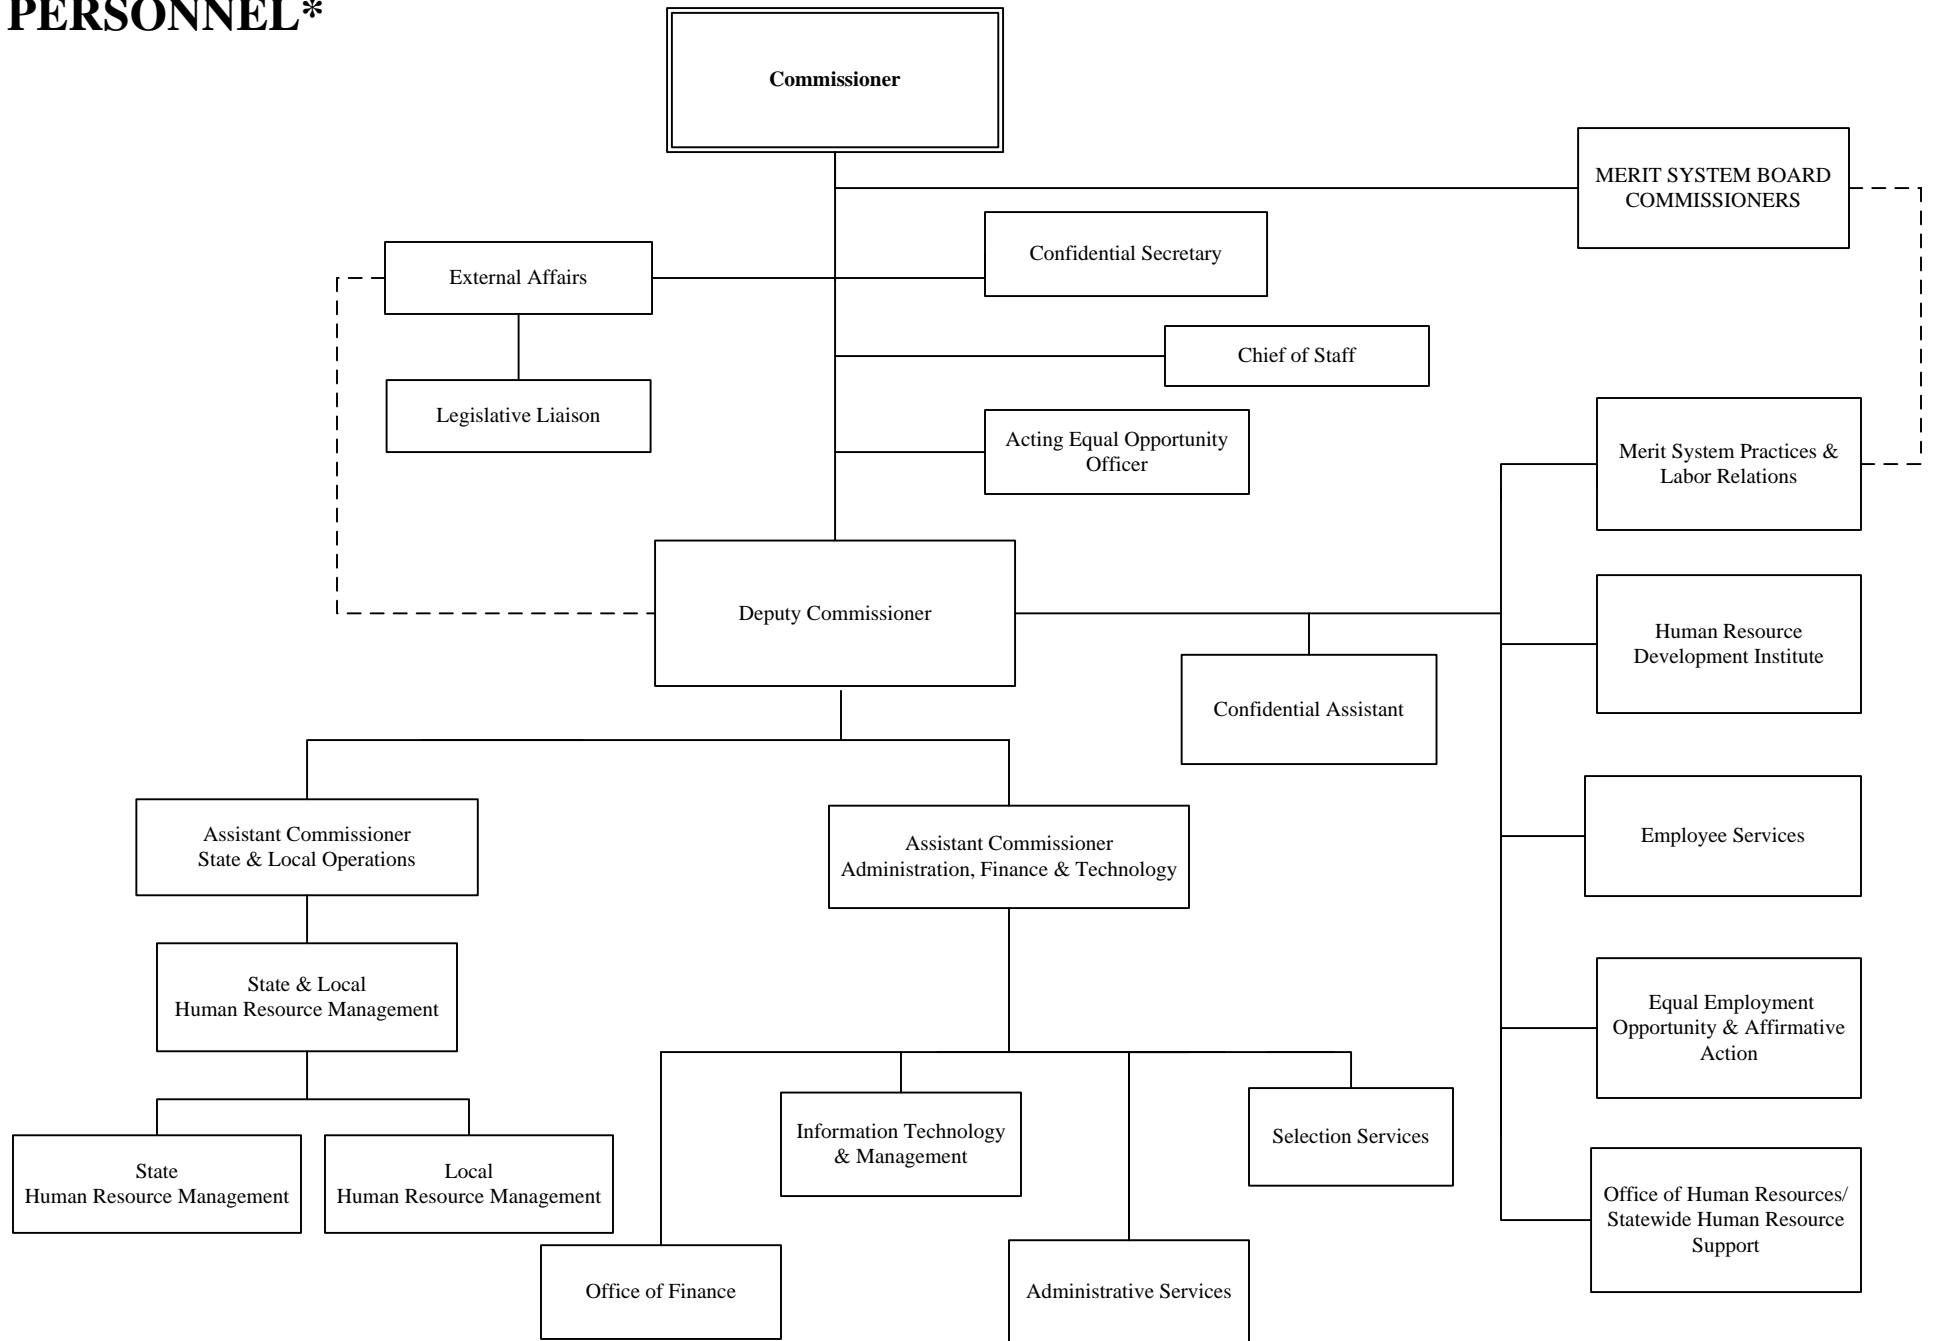 PERSONNEL*
Commissioner
MERIT SYSTEM BOARD
COMMISSIONERS
External Affairs
Confidential Secretary
Chief of Staff
Legislative Liaison
Acting Equal Opportunity
Officer
Merit System Practices &
Labor Relations
Deputy Commissioner
Human Resource
Development Institute
Confidential Assistant
Assistant Commissioner
State & Local Operations
Assistant Commissioner
Administration, Finance & Technology
Employee Services
State & Local
Human Resource Management
Equal Employment
Opportunity & Affirmative
Action
State
Human Resource Management
Local
Human Resource Management
Information Technology
& Management
Selection Services
Office of Human Resources/
Statewide Human Resource
Support
Office of Finance
Administrative Services